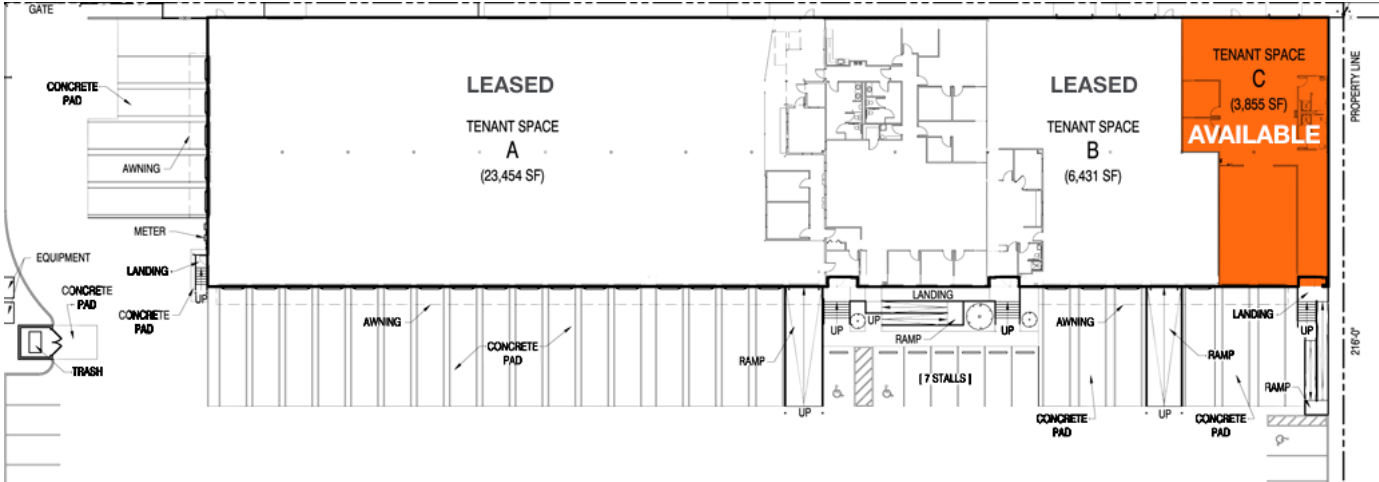 GATE
CONCRETE
PAD
AWNING
METER
EQUIPMENT
LANDING
CONCRETE
PAD
CONCRETE
PAD
UP
TRASH
LEASED
TENANT SPACE
A
(23,454 SF)
LEASED
TENANT SPACE
B
(6,431 SF)
TENANT SPACE
C
(3,855 SF)
AVAILABLE
PROPERTY LINE
216'-0"
AWNING
CONCRETE
PAD
RAMP
UP
UP
UP
LANDING
RAMP
UP
[ 7 STALLS ]
AWNING
CONCRETE
PAD
UP
RAMP
CONCRETE
PAD
LANDING
UP
RAMP